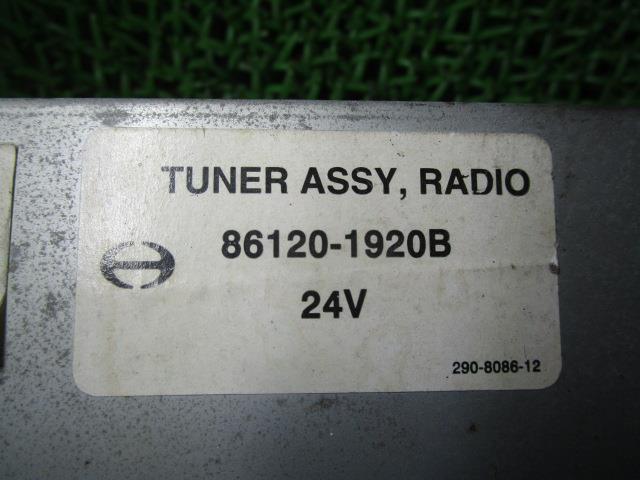 TUNER ASSY, RADIO
86120-1920B
24V
290-8086-12